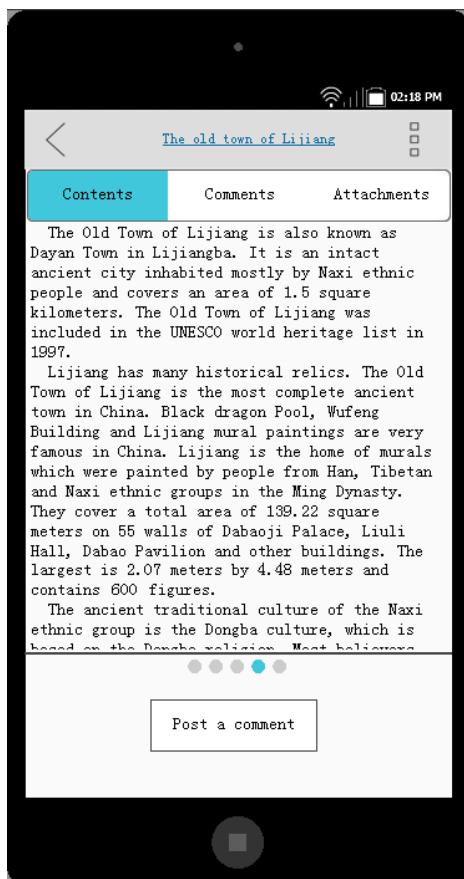 02:18 PM
The old town of Lijiang
Contents Comments Attachments
The Old Town of Lijiang is also known as
Dayan Town in Lijiangba. It is an intact
ancient city inhabited mostly by Naxi ethnic
people and covers an area of 1.5 square
kilometers. The Old Town of Lijiang was
included in the UNESCO world heritage list in
1997.
Lijiang has many historical relics. The Old
Town of Lijiang is the most complete ancient
town in China. Black dragon Pool, Wufeng
Building and Lijiang mural paintings are very
famous in China. Lijiang is the home of murals
which were painted by people from Han, Tibetan
and Naxi ethnic groups in the Ming Dynasty.
They cover a total area of 139.22 square
meters on 55 walls of Dabaoji Palace, Liuli
Hall, Dabao Pavilion and other buildings. The
largest is 2.07 meters by 4.48 meters and
contains 600 figures.
The ancient traditional culture of the Naxi
ethnic group is the Dongba culture, which is
based on the Dongba religion. Most believers
Post a comment